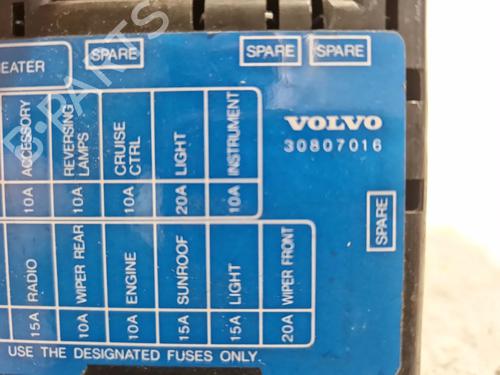 SPARE
SPARE
SPARE
EATER
ACCESSORY
REVERSING
LAMPS
CRUISE
CTRL
LIGHT
INSTRUMENT
10A
10A
10A
20A
10A
VOLVO
30807016
SPARE
RADIO
WIPER REAR
ENGINE
SUNROOF
LIGHT
WIPER FRONT
15A
10A
10A
15A
15A
20A
USE THE DESIGNATED FUSES ONLY.
B-PARTS